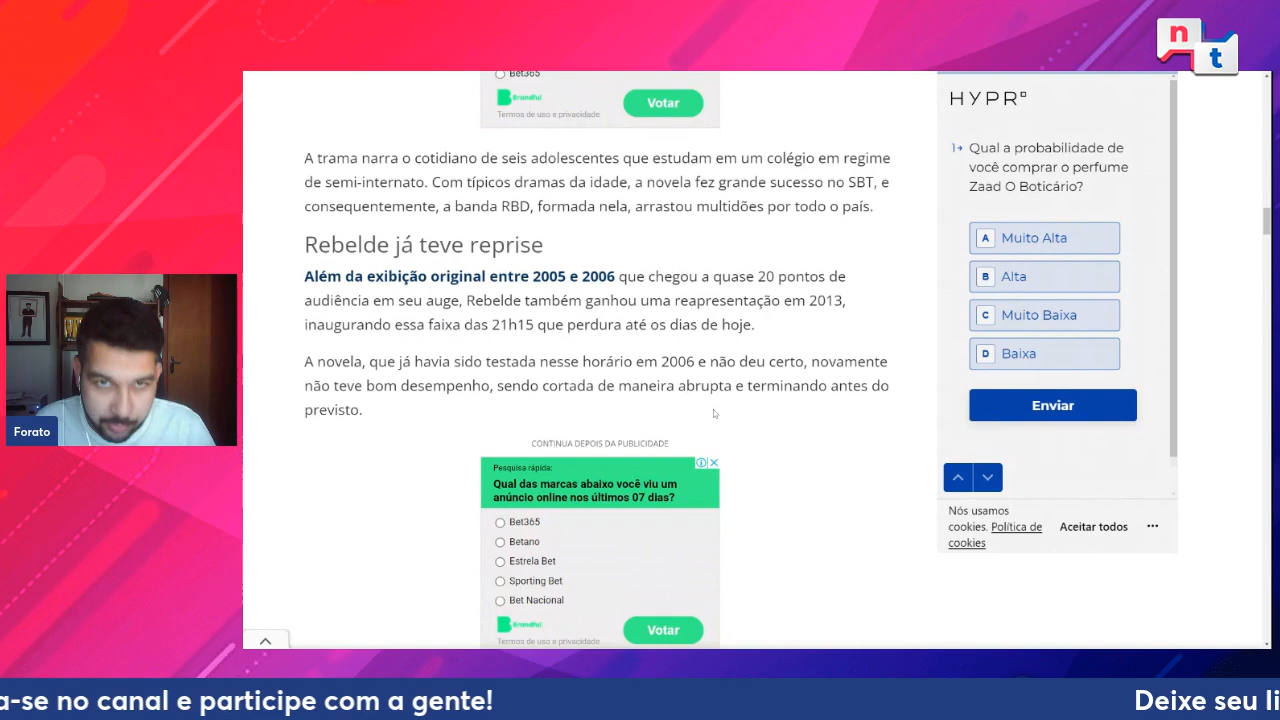 n
t
Bet365
Brandful
Votar
Termos de uso e privacidade
A trama narra o cotidiano de seis adolescentes que estudam em um colégio em regime
de semi-internato. Com típicos dramas da idade, a novela fez grande sucesso no SBT, e
consequentemente, a banda RBD, formada nela, arrastou multidões por todo o país.
Rebelde já teve reprise
Além da exibição original entre 2005 e 2006 que chegou a quase 20 pontos de
audiência em seu auge, Rebelde também ganhou uma reapresentação em 2013,
inaugurando essa faixa das 21h15 que perdura até os dias de hoje.
A novela, que já havia sido testada nesse horário em 2006 e não deu certo, novamente
não teve bom desempenho, sendo cortada de maneira abrupta e terminando antes do
previsto.
CONTINUA DEPOIS DA PUBLICIDADE
Pesquisa rápida:
Qual das marcas abaixo você viu um
anúncio online nos últimos 07 dias?
Bet365
Betano
Estrela Bet
Sporting Bet
Bet Nacional
Brandful
Votar
Termos de uso e privacidade
HYPR
1 Qual a probabilidade de
você comprar o perfume
Zaad O Boticário?
A Muito Alta
B Alta
C Muito Baixa
D Baixa
Enviar
Nós usamos
cookies. Política de
cookies
Aceitar todos
Forato
a-se no canal e participe com a gente!
Deixe seu li